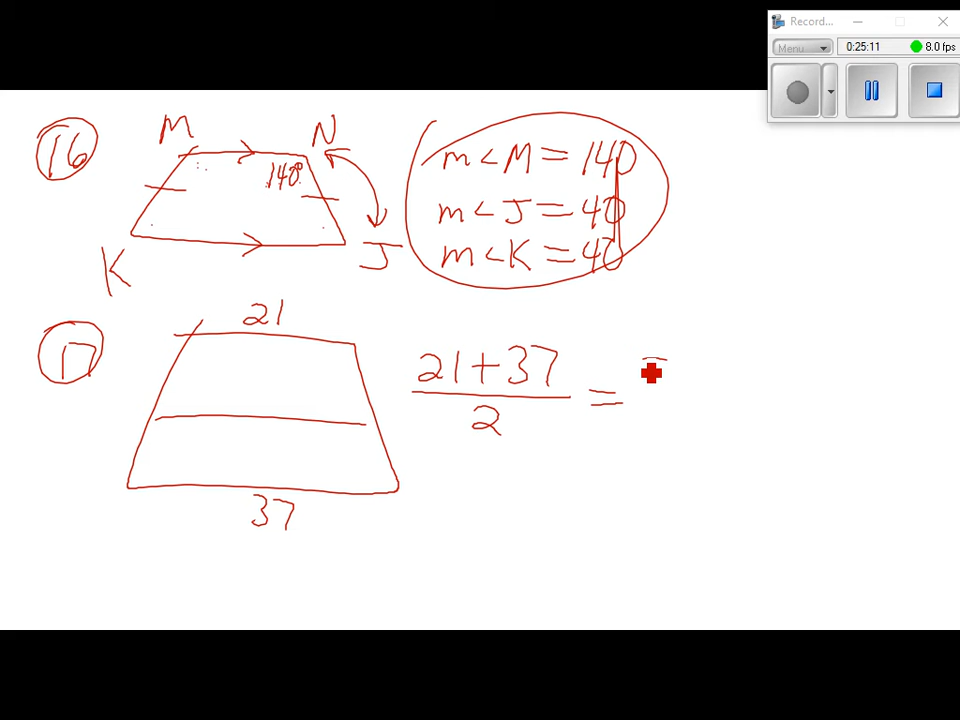 Record...
Menu
0:25:11
8.0 fps
16
M
N
140°
K
J
m<M = 140
m<J = 40
m<K = 40
17
21
37
21+37
2
=